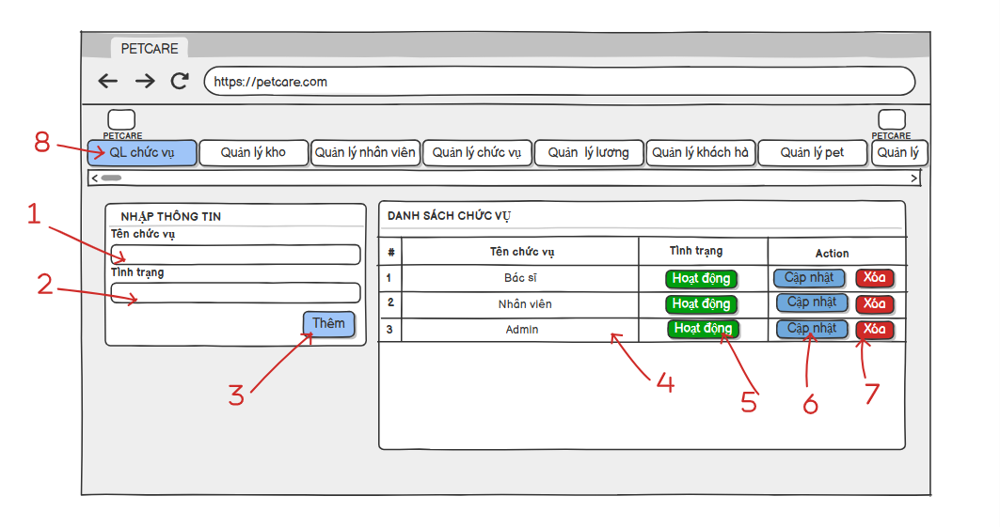 PETCARE
https://petcare.com
PETCARE
PETCARE
8
QL chức vụ
Quản lý kho
Quản lý nhân viên
Quản lý chức vụ
Quản lý lương
Quản lý khách hà
Quản lý pet
Quản lý
1
NHẬP THÔNG TIN
Tên chức vụ
2
Tình trạng
Thêm
3
DANH SÁCH CHỨC VỤ
# Tên chức vụ Tình trạng Action
1 Bác sĩ Hoạt động Cập nhật Xóa
2 Nhân viên Hoạt động Cập nhật Xóa
3 Admin Hoạt động Cập nhật Xóa
4
5
6
7